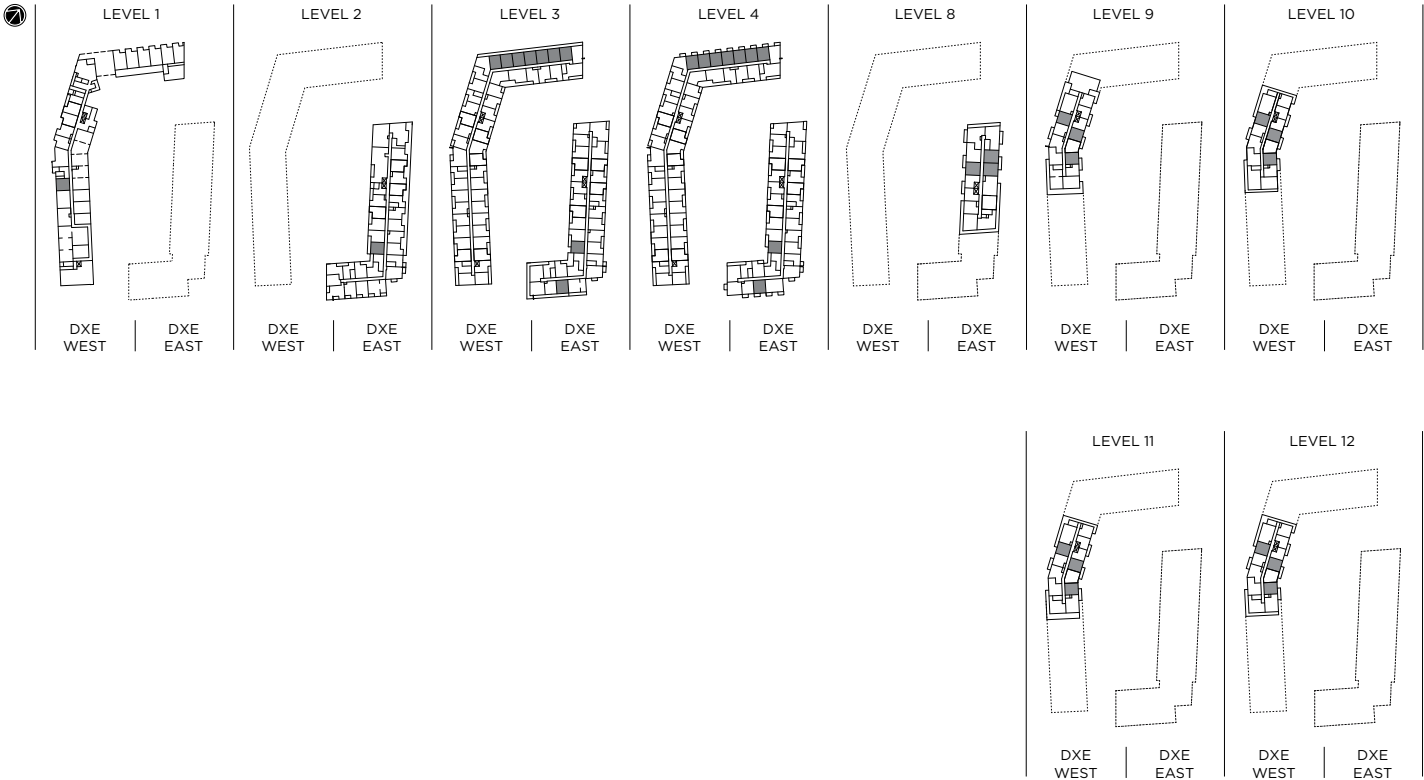 LEVEL 1
LEVEL 2
LEVEL 3
LEVEL 4
LEVEL 8
LEVEL 9
LEVEL 10
DXE
WEST
DXE
EAST
DXE
WEST
DXE
EAST
DXE
WEST
DXE
EAST
DXE
WEST
DXE
EAST
DXE
WEST
DXE
EAST
DXE
WEST
DXE
EAST
DXE
WEST
DXE
EAST
LEVEL 11
LEVEL 12
DXE
WEST
DXE
EAST
DXE
WEST
DXE
EAST